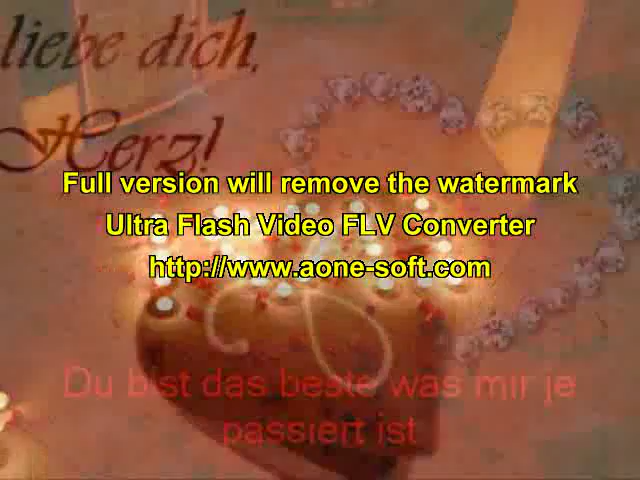 liebe dich,
Herz!
Full version will remove the watermark
Ultra Flash Video FLV Converter
http://www.aone-soft.com
Du bist das beste was mir je
passiert ist